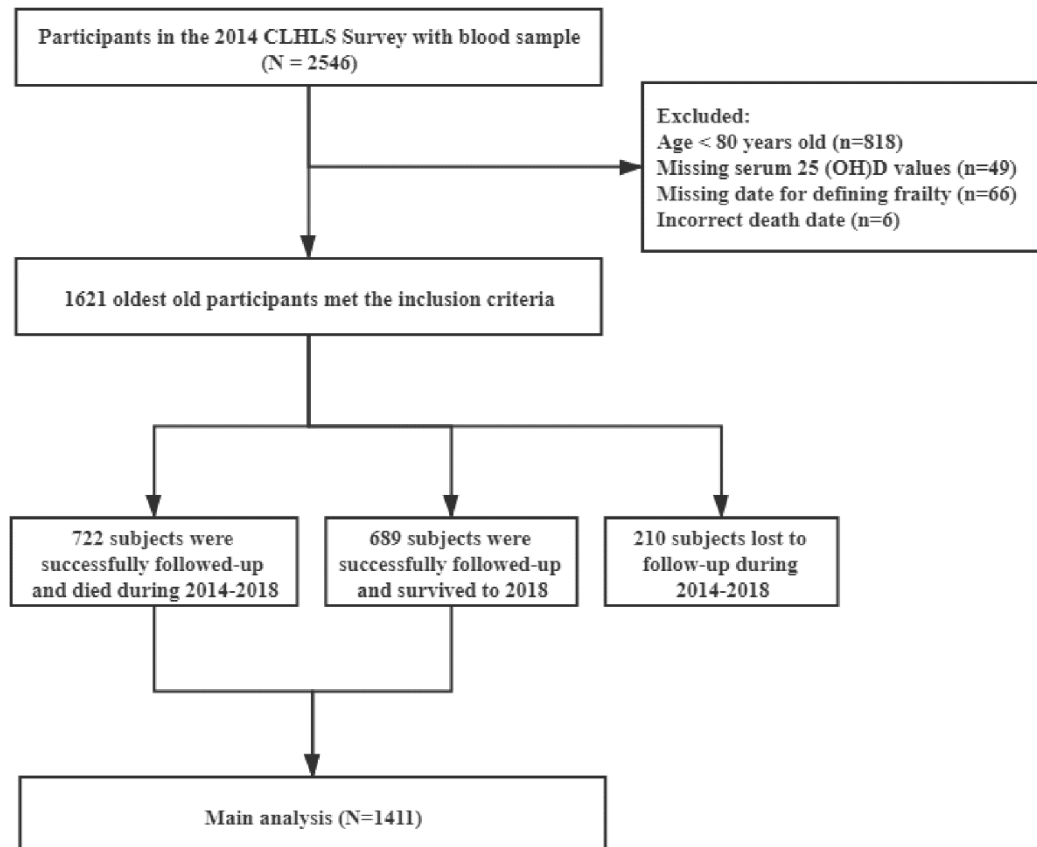 Participants in the 2014 CLHLS Survey with blood sample
(N = 2546)
Excluded:
Age < 80 years old (n=818)
Missing serum 25 (OH)D values (n=49)
Missing date for defining frailty (n=66)
Incorrect death date (n=6)
1621 oldest old participants met the inclusion criteria
722 subjects were
successfully followed-up
and died during 2014-2018
689 subjects were
successfully followed-up
and survived to 2018
210 subjects lost to
follow-up during
2014-2018
Main analysis (N=1411)